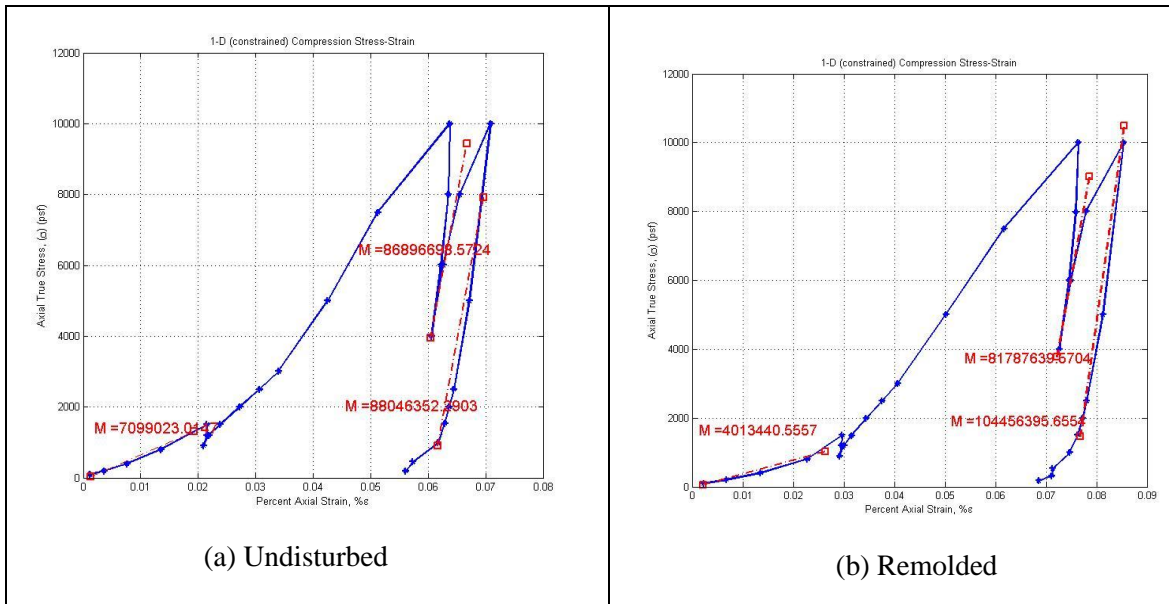 1-D (constrained) Compression Stress-Strain
12000
10000
8000
6000
4000
2000
0
Axial True Stress, (σ) (psf)
M =86896698.5724
M =88046352.2903
M =7099023.0147
0
0.01
0.02
0.03
0.04
0.05
0.06
0.07
0.08
Percent Axial Strain, %ε
(a) Undisturbed
1-D (constrained) Compression Stress-Strain
12000
10000
8000
6000
4000
2000
0
Axial True Stress, (σ) (psf)
M =81787639.5704
M =104456395.6554
M =4013440.5557
0
0.01
0.02
0.03
0.04
0.05
0.06
0.07
0.08
0.09
Percent Axial Strain, %ε
(b) Remolded